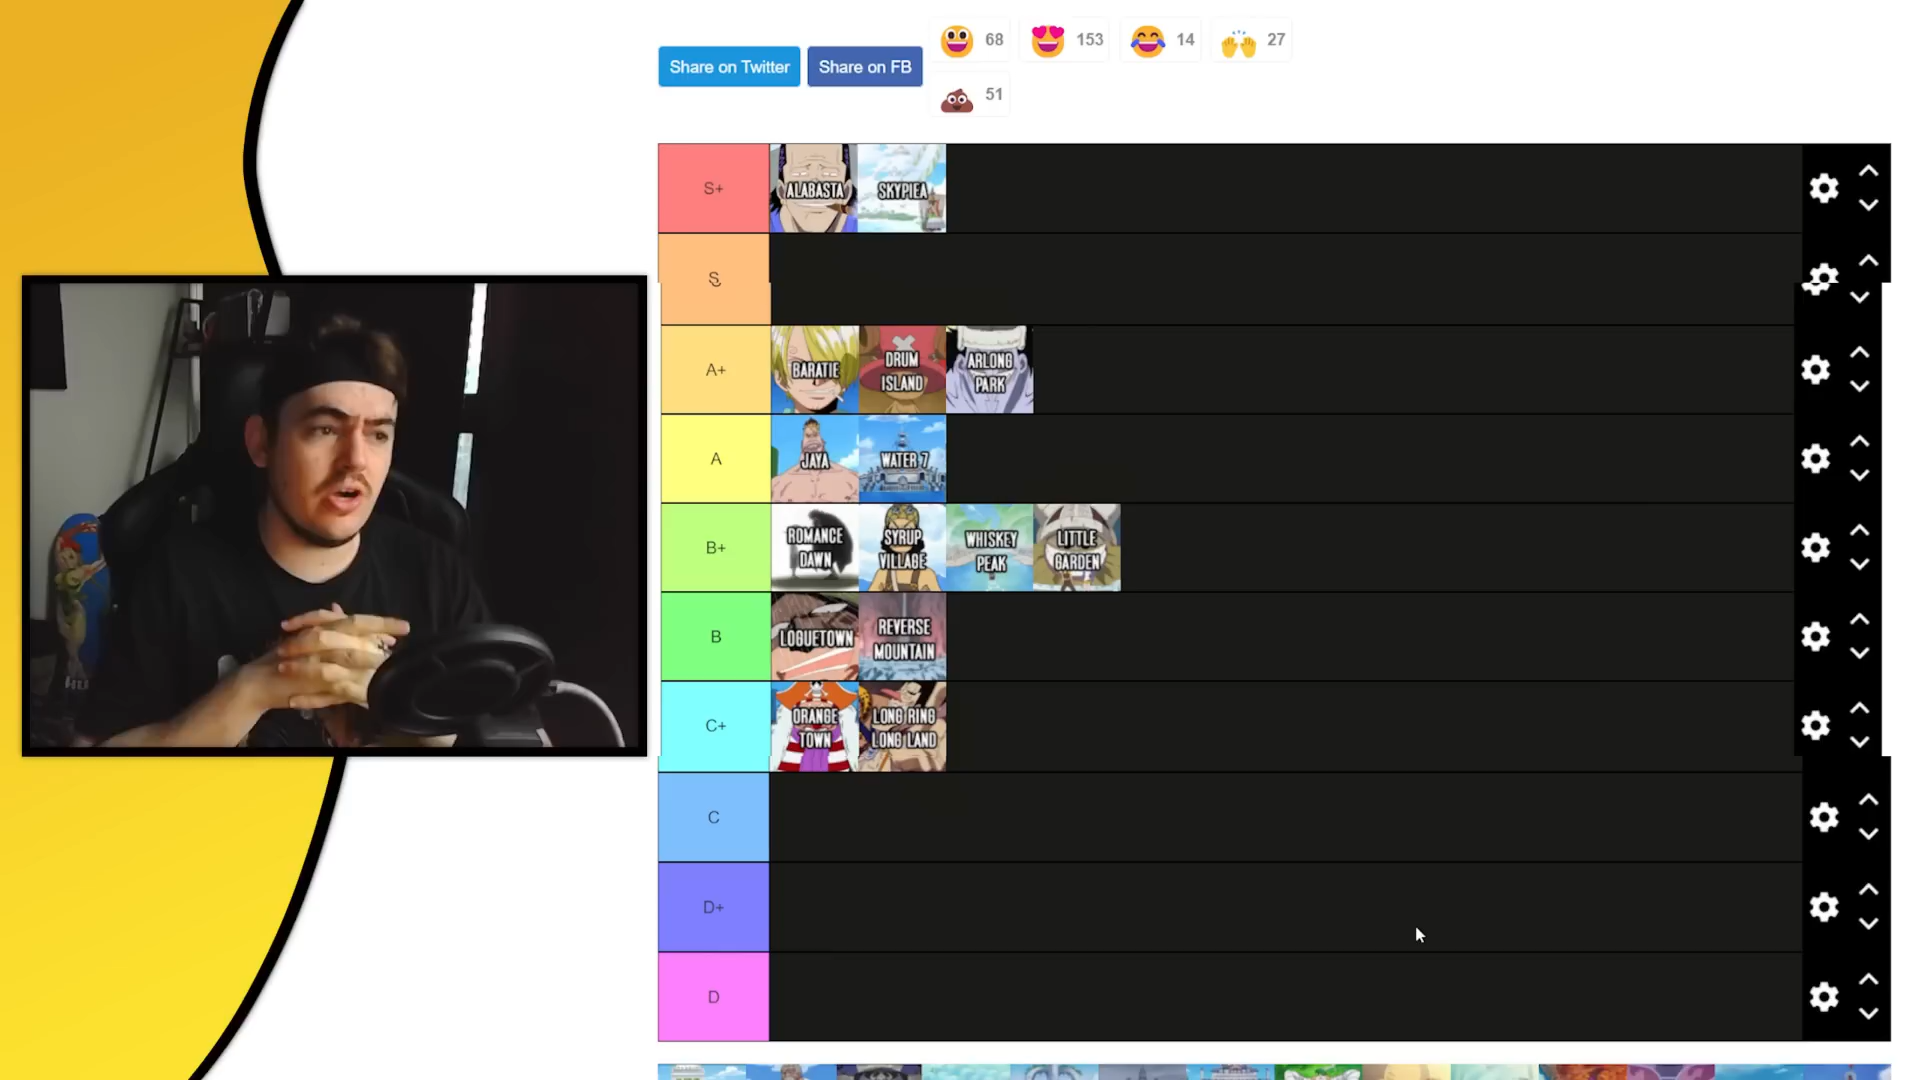 68
153
14
27
Share on Twitter
Share on FB
51
S+
ALABASTA
SKYPIEA
S
A+
BARATIE
DRUM
ISLAND
ARLONG
PARK
A
JAYA
WATER 7
B+
ROMANCE
DAWN
SYRUP
VILLAGE
WHISKEY
PEAK
LITTLE
GARDEN
B
LOGUETOWN
REVERSE
MOUNTAIN
C+
ORANGE
TOWN
LONG RING
LONG LAND
C
D+
D